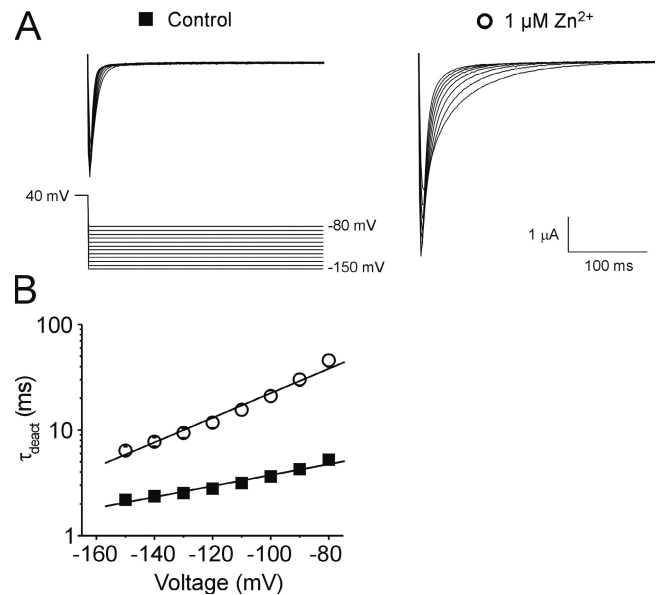 A
■ Control
○ 1 μM Zn²⁺
40 mV
-80 mV
-150 mV
1 μA
100 ms
B
100
10
1
τdeact (ms)
-160 -140 -120 -100 -80
Voltage (mV)